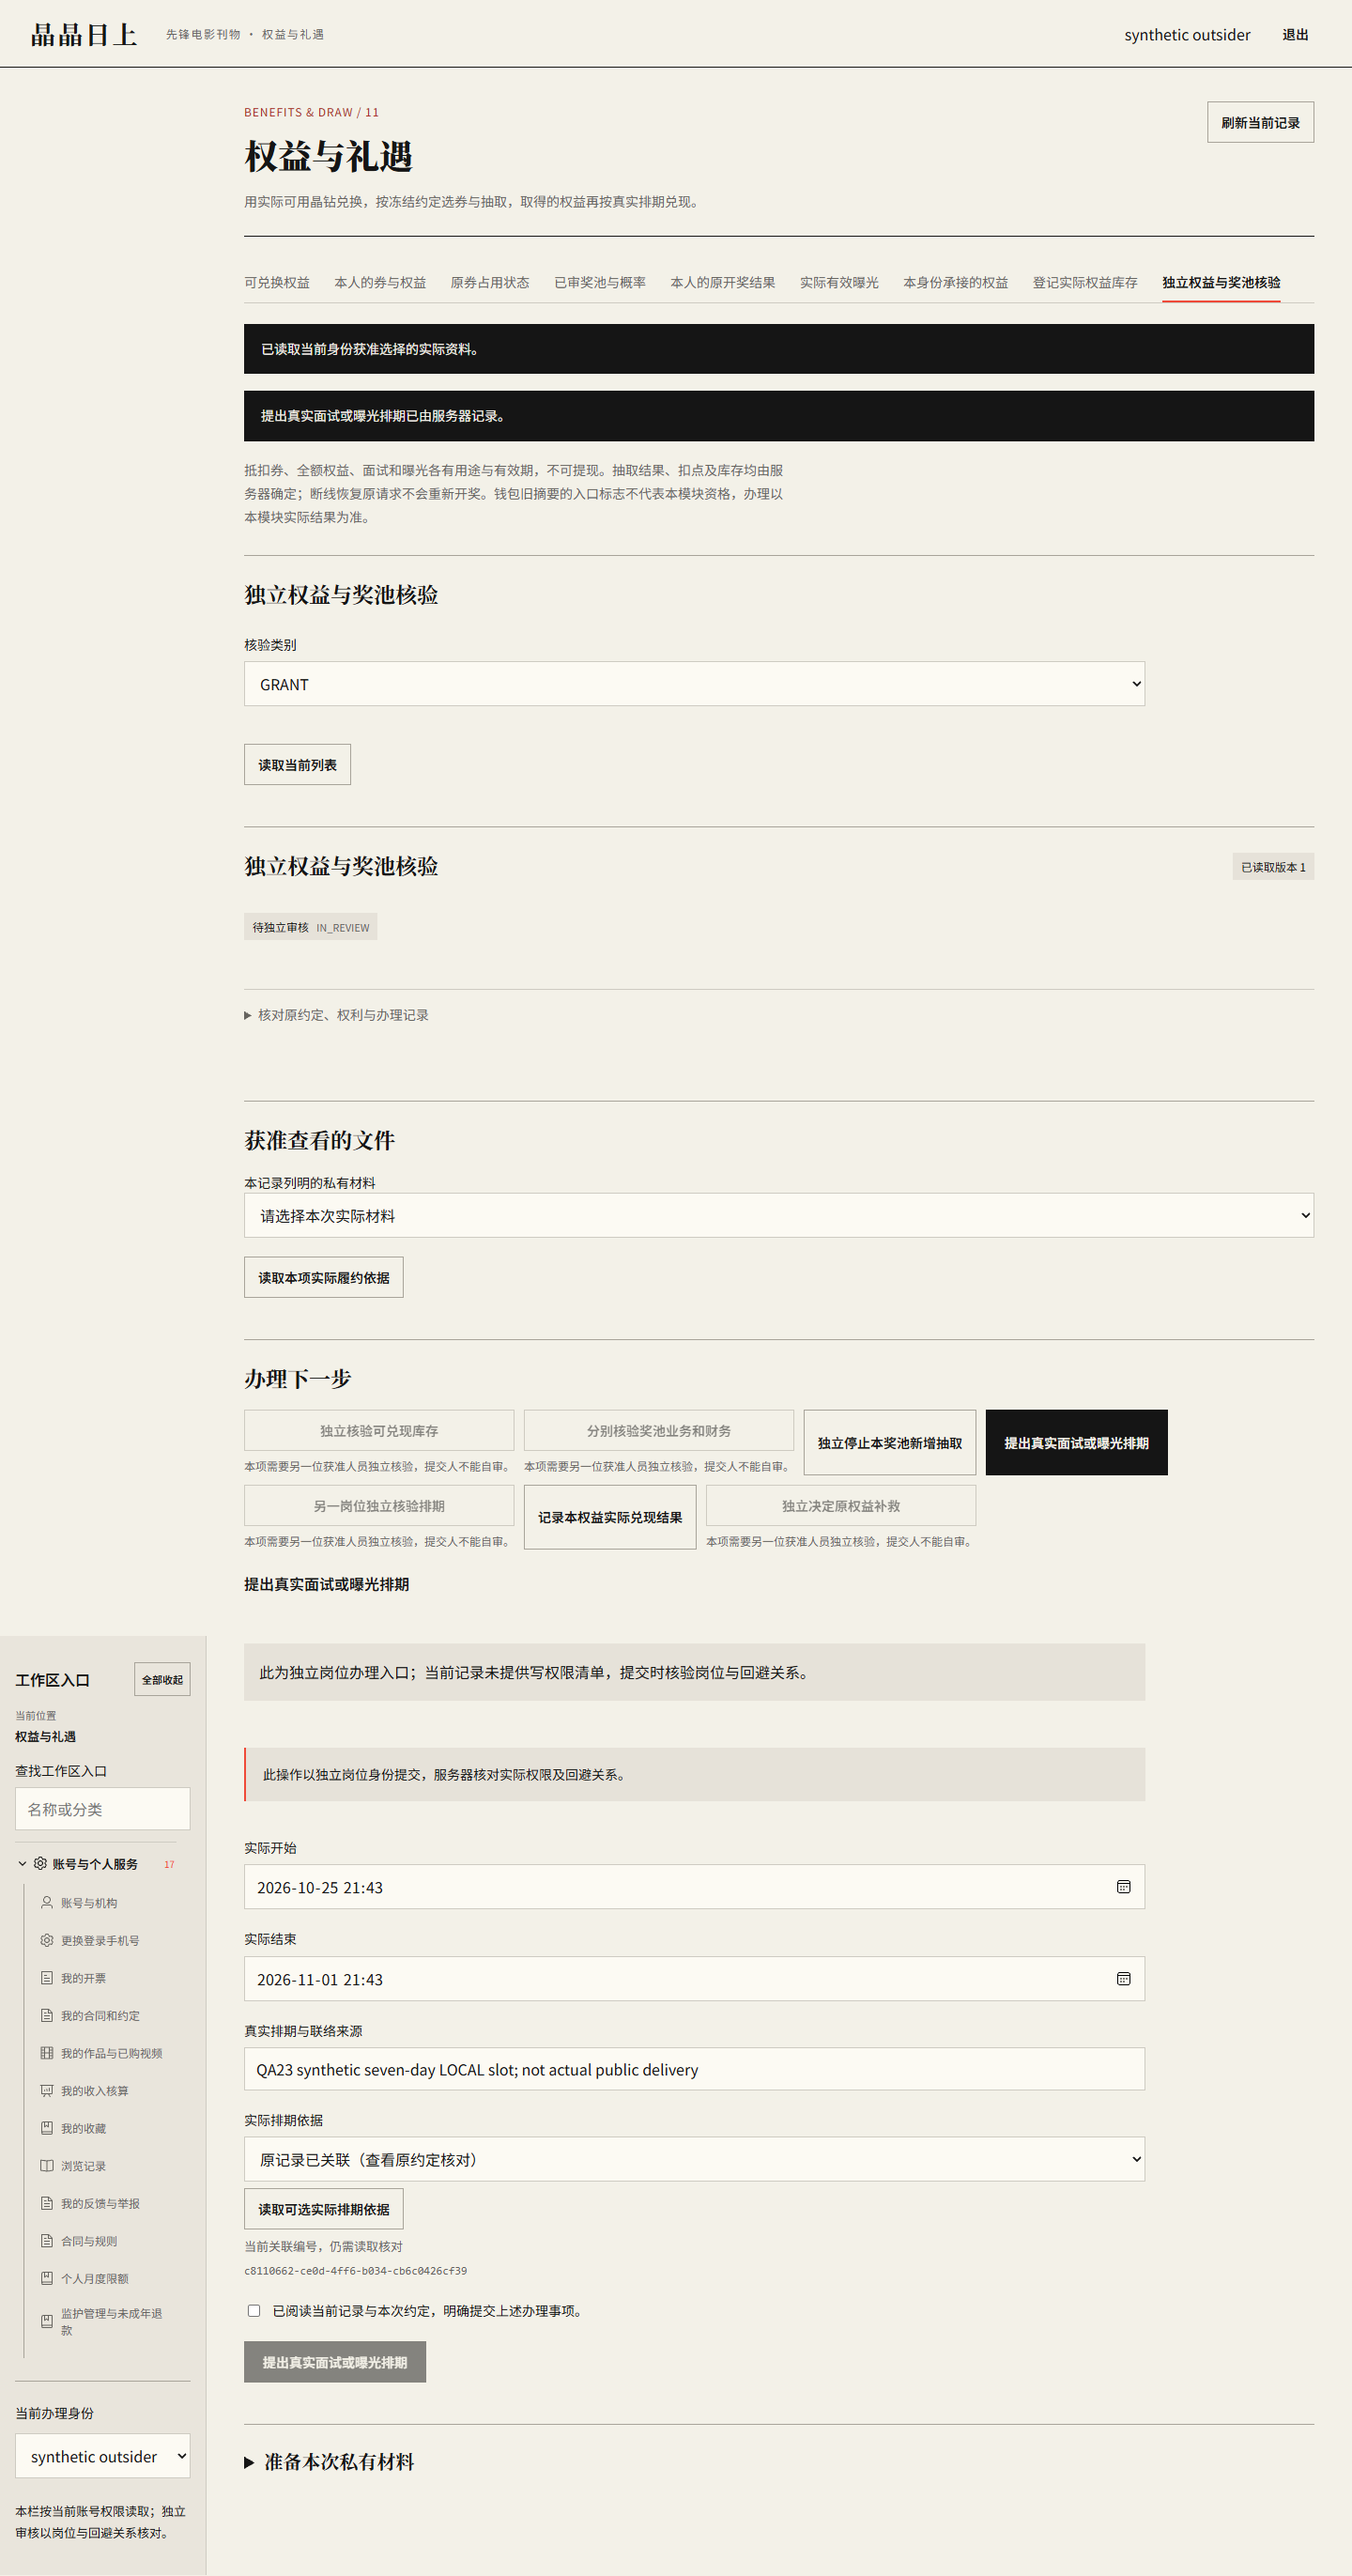 晶晶日上
先锋电影刊物 · 权益与礼遇
synthetic outsider
退出
BENEFITS & DRAW / 11
权益与礼遇
刷新当前记录
用实际可用晶钻兑换，按冻结约定选券与抽取，取得的权益再按真实排期兑现。
可兑换权益
本人的券与权益
原券占用状态
已审奖池与概率
本人的原开奖结果
实际有效曝光
本身份承接的权益
登记实际权益库存
独立权益与奖池核验
已读取当前身份获准选择的实际资料。
提出真实面试或曝光排期已由服务器记录。
抵扣券、全额权益、面试和曝光各有用途与有效期，不可提现。抽取结果、扣点及库存均由服
务器确定；断线恢复原请求不会重新开奖。钱包旧摘要的入口标志不代表本模块资格，办理以
本模块实际结果为准。
独立权益与奖池核验
核验类别
GRANT
读取当前列表
独立权益与奖池核验
已读取版本 1
待独立审核 IN_REVIEW
核对原约定、权利与办理记录
获准查看的文件
本记录列明的私有材料
请选择本次实际材料
读取本项实际履约依据
办理下一步
独立核验可兑现库存
本项需要另一位获准人员独立核验，提交人不能自审。
分别核验奖池业务和财务
本项需要另一位获准人员独立核验，提交人不能自审。
独立停止本奖池新增抽取
提出真实面试或曝光排期
另一岗位独立核验排期
本项需要另一位获准人员独立核验，提交人不能自审。
记录本权益实际兑现结果
独立决定原权益补救
本项需要另一位获准人员独立核验，提交人不能自审。
提出真实面试或曝光排期
此为独立岗位办理入口；当前记录未提供写权限清单，提交时核验岗位与回避关系。
此操作以独立岗位身份提交，服务器核对实际权限及回避关系。
实际开始
2026-10-25 21:43
实际结束
2026-11-01 21:43
真实排期与联络来源
QA23 synthetic seven-day LOCAL slot; not actual public delivery
实际排期依据
原记录已关联（查看原约定核对）
读取可选实际排期依据
当前关联编号，仍需读取核对
c8110662-ce0d-4ff6-b034-cb6c0426cf39
已阅读当前记录与本次约定，明确提交上述办理事项。
提出真实面试或曝光排期
准备本次私有材料
工作区入口
全部收起
当前位置
权益与礼遇
查找工作区入口
名称或分类
账号与个人服务
17
账号与机构
更换登录手机号
我的开票
我的合同和约定
我的作品与已购视频
我的收入核算
我的收藏
浏览记录
我的反馈与举报
合同与规则
个人月度限额
监护管理与未成年退
款
当前办理身份
synthetic outsider
本栏按当前账号权限读取；独立
审核以岗位与回避关系核对。